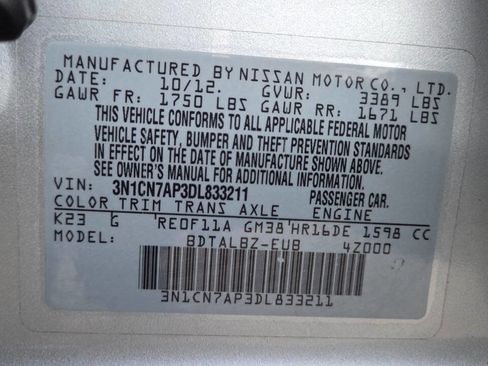 MANUFACTURED BY NISSAN MOTOR CO., LTD.
DATE: 10/12. GVWR: 3389 LBS
GAWR FR: 1750 LBS GAWR RR: 1671 LBS
THIS VEHICLE CONFORMS TO ALL APPLICABLE FEDERAL MOTOR
VEHICLE SAFETY, BUMPER AND THEFT PREVENTION STANDARDS
IN EFFECT ON THE DATE OF MANUFACTURE SHOWN ABOVE.
SEE OWNER'S MANUAL FOR ADDITIONAL INFORMATION
VIN: 3N1CN7AP3DL833211 PASSENGER CAR.
COLOR TRIM TRANS AXLE ENGINE
K23 G 'RE0F11A GM38'HR16DE 1598 CC
BDTALBZ-EUB 4Z000
3N1CN7AP3DL833211